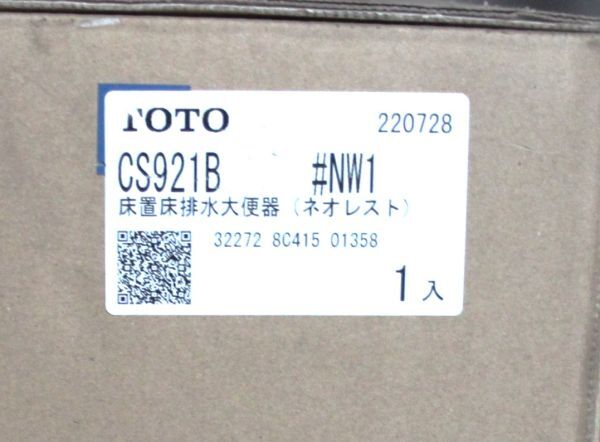 TOTO 220728
CS921B #NW1
床置床排水大便器(ネオレスト)
32272 8C415 01358
1入